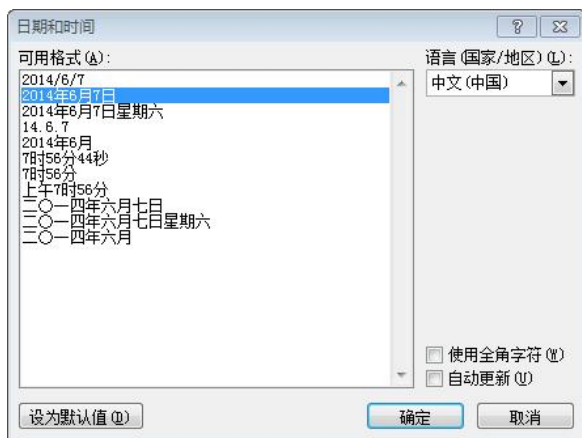 日期和时间
可用格式(A):
语言(国家/地区)(L):
2014/6/7
中文(中国)
2014年6月7日
2014年6月7日星期六
14.6.7
2014年6月
7时56分44秒
7时56分
上午7时56分
二〇一四年六月七日
二〇一四年六月七日星期六
二〇一四年六月
使用全角字符(W)
自动更新(U)
设为默认值(D)
确定
取消